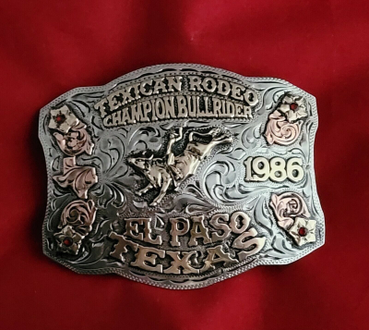 TEXICAN RODEO
CHAMPION BULLRIDER
1986
EL PASO
TEXAS